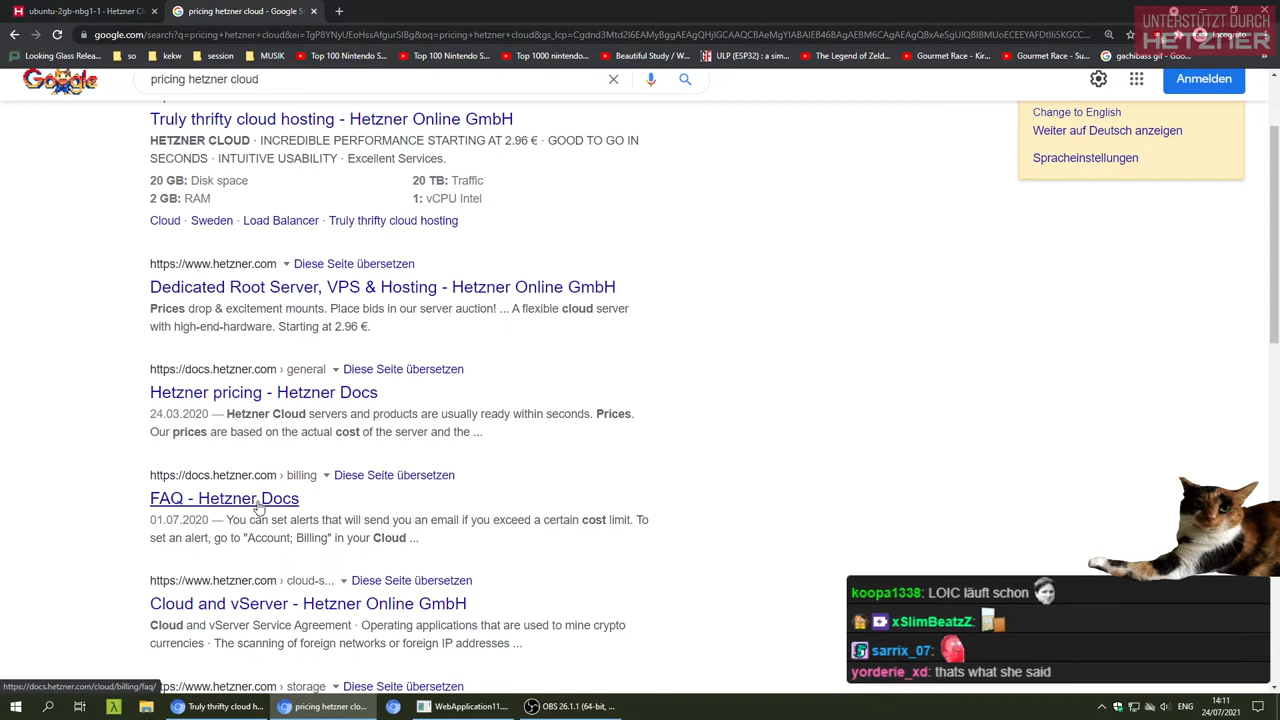 ubuntu-2gb-nbg1-1 - Hetzner Clo
pricing hetzner cloud - Google S
UNTERSTÜTZT DURCH
HETZNER
Incognito
Looking Glass Relea...
so
session
MUSIK
Top 100 Nintendo S...
Top 100 Nintendo S...
Top 1000 nintendo...
ULP (ESP32) : a sim...
The Legend of Zeld...
Gourmet Race - Kir...
Gourmet Race - Su...
gachibass gif - Goo...
Google
pricing hetzner cloud
Anmelden
Truly thrifty cloud hosting - Hetzner Online GmbH
HETZNER CLOUD · INCREDIBLE PERFORMANCE STARTING AT 2.96 € · GOOD TO GO IN
SECONDS · INTUITIVE USABILITY · Excellent Services.
20 GB: Disk space
20 TB: Traffic
2 GB: RAM
1: vCPU Intel
Cloud · Sweden · Load Balancer · Truly thrifty cloud hosting
Change to English
Weiter auf Deutsch anzeigen
Spracheinstellungen
https://www.hetzner.com
Diese Seite übersetzen
Dedicated Root Server, VPS & Hosting - Hetzner Online GmbH
Prices drop & excitement mounts. Place bids in our server auction! ... A flexible cloud server
with high-end-hardware. Starting at 2.96 €.
https://docs.hetzner.com › general
Diese Seite übersetzen
Hetzner pricing - Hetzner Docs
24.03.2020 — Hetzner Cloud servers and products are usually ready within seconds. Prices.
Our prices are based on the actual cost of the server and the ...
https://docs.hetzner.com › billing
Diese Seite übersetzen
FAQ - Hetzner Docs
01.07.2020 — You can set alerts that will send you an email if you exceed a certain cost limit. To
set an alert, go to "Account; Billing" in your Cloud ...
https://www.hetzner.com › cloud-s...
Diese Seite übersetzen
Cloud and vServer - Hetzner Online GmbH
Cloud and vServer Service Agreement · Operating applications that are used to mine crypto
currencies · The scanning of foreign networks or foreign IP addresses ...
https://www.hetzner.com › storage
Diese Seite übersetzen
koopa1338: LOIC läuft schon
xSlimBeatzZ:
sarrix_07:
yorderie_xd: thats what she said
https://docs.hetzner.com/cloud/billing/faq/
Truly thrifty cloud h...
pricing hetzner clo...
WebApplication11...
OBS 26.1.1 (64-bit, ...
14:11
24/07/2021